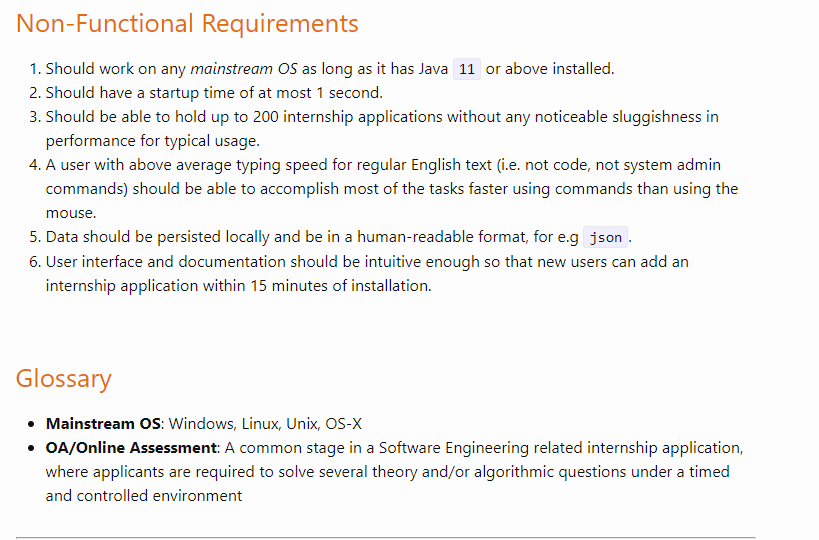 Non-Functional Requirements
1. Should work on any mainstream OS as long as it has Java 11 or above installed.
2. Should have a startup time of at most 1 second.
3. Should be able to hold up to 200 internship applications without any noticeable sluggishness in
performance for typical usage.
4. A user with above average typing speed for regular English text (i.e. not code, not system admin
commands) should be able to accomplish most of the tasks faster using commands than using the
mouse.
5. Data should be persisted locally and be in a human-readable format, for e.g json.
6. User interface and documentation should be intuitive enough so that new users can add an
internship application within 15 minutes of installation.
Glossary
• Mainstream OS: Windows, Linux, Unix, OS-X
• OA/Online Assessment: A common stage in a Software Engineering related internship application,
where applicants are required to solve several theory and/or algorithmic questions under a timed
and controlled environment